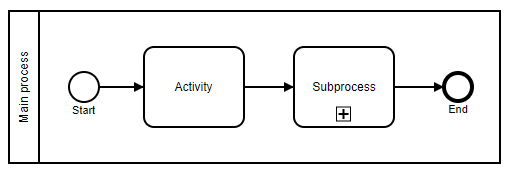 Main process
Start
Activity
Subprocess
End